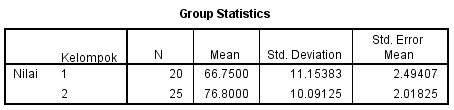 Group Statistics
Kelompok N Mean Std. Deviation Std. Error Mean
Nilai 1 20 66.7500 11.15383 2.49407
2 25 76.8000 10.09125 2.01825